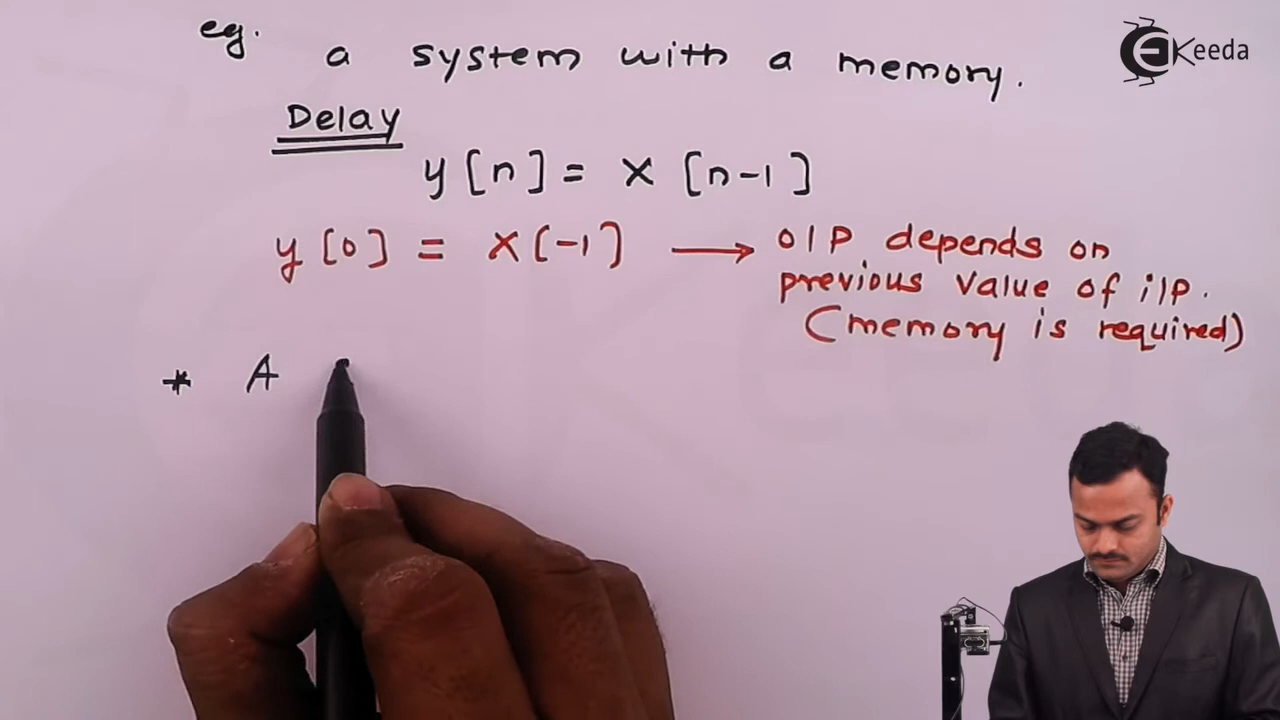 eg. a system with a memory.
EKeeda
Delay
y[n] = x[n-1]
y[0] = x[-1] → O/P depends on
previous value of i/p.
(memory is required)
* A